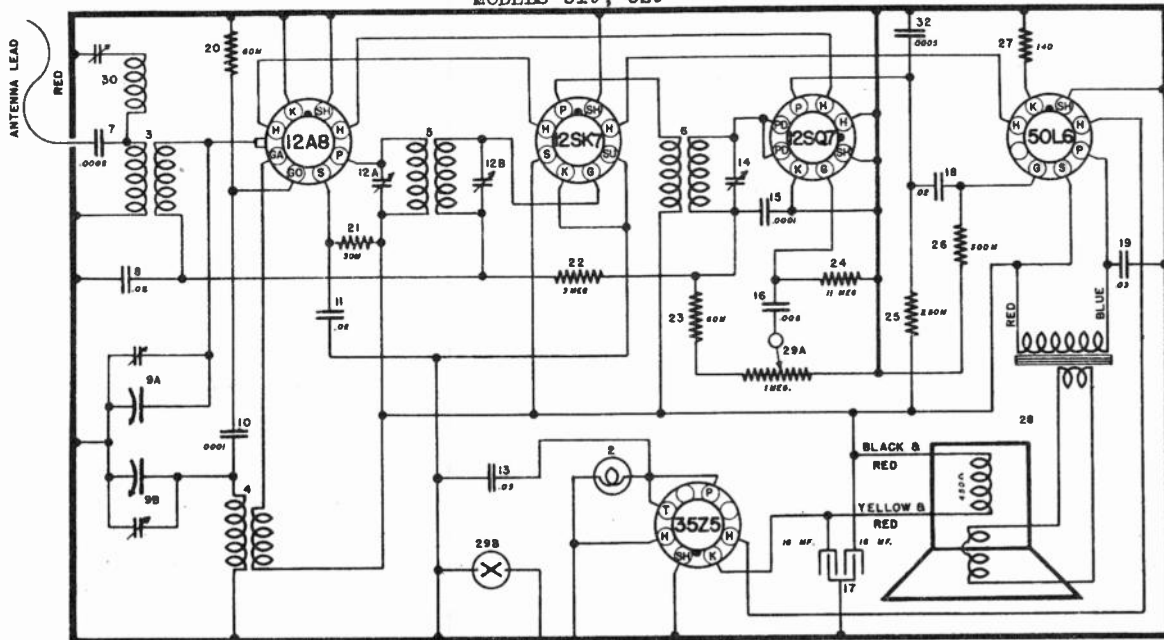 ANTENNA LEAD
RED
30
7
.0005
3
20
60M
K
SH
H
H
GA
P
GO
S
12A8
12A
5
12B
P
SH
H
H
S
SU
K
G
12SK7
6
14
P
H
PD
H
PD
SH
K
G
12SQ7
32
.0005
27
140
K
SH
H
H
P
G
S
50L6
8
.05
21
30M
11
22
3 MEG
15
.0001
16
.005
24
11 MEG
18
.02
26
500M
25
250M
19
.03
RED
BLUE
23
60M
29A
1 MEG.
9A
10
.0001
9B
4
13
.05
2
29B
T
P
H
H
SH
K
35Z5
BLACK & RED
YELLOW & RED
16 MF.
16 MF.
17
28
450Ω